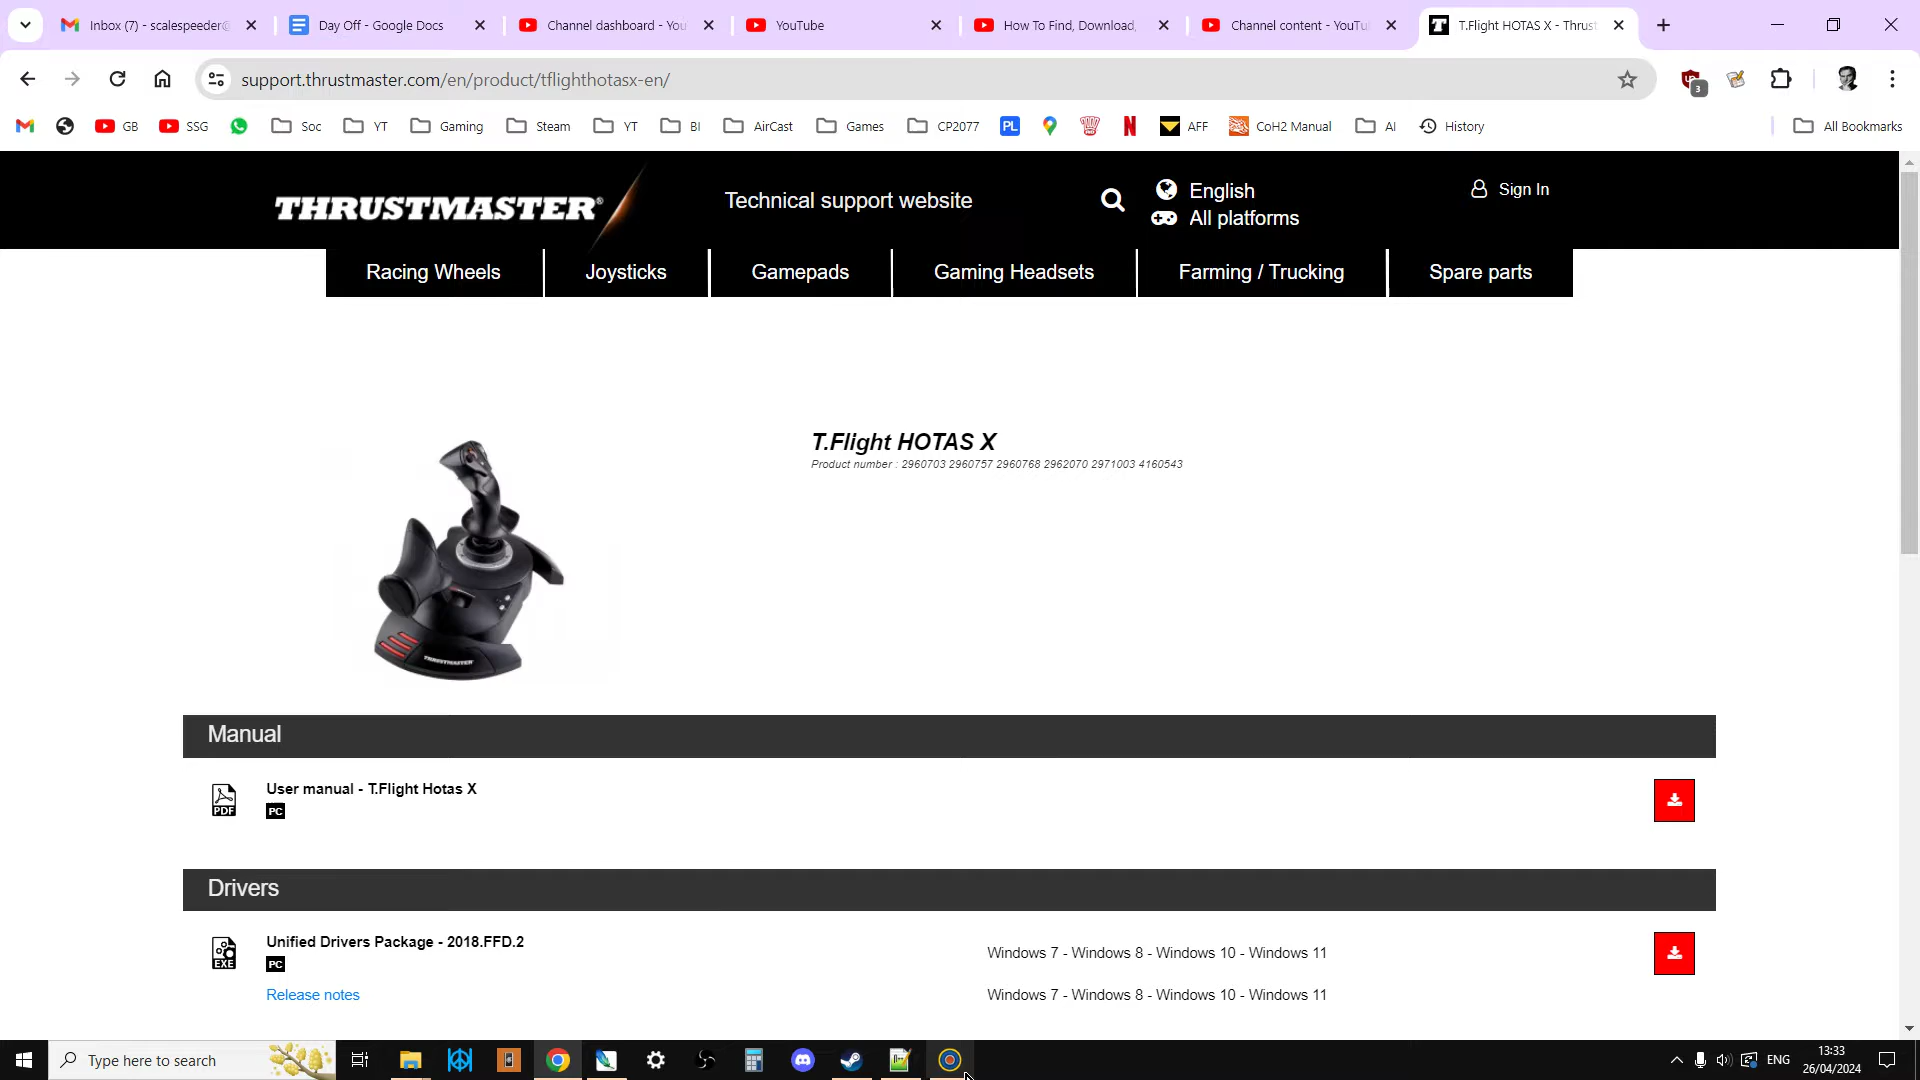 Inbox (7) - scalespeeder@
Day Off - Google Docs
Channel dashboard - You
YouTube
How To Find, Download,
Channel content - YouTu
T.Flight HOTAS X - Thrust
support.thrustmaster.com/en/product/tflighthotasx-en/
3
GB
SSG
Soc
YT
Gaming
Steam
YT
BI
AirCast
Games
CP2077
PL
AFF
CoH2 Manual
AI
History
All Bookmarks
THRUSTMASTER®
Technical support website
English
All platforms
Sign In
Racing Wheels
Joysticks
Gamepads
Gaming Headsets
Farming / Trucking
Spare parts
T.Flight HOTAS X
Product number : 2960703 2960757 2960768 2962070 2971003 4160543
THRUSTMASTER
Manual
PDF
User manual - T.Flight Hotas X
PC
Drivers
EXE
Unified Drivers Package - 2018.FFD.2
PC
Windows 7 - Windows 8 - Windows 10 - Windows 11
Release notes
Windows 7 - Windows 8 - Windows 10 - Windows 11
Type here to search
ENG
13:33
26/04/2024